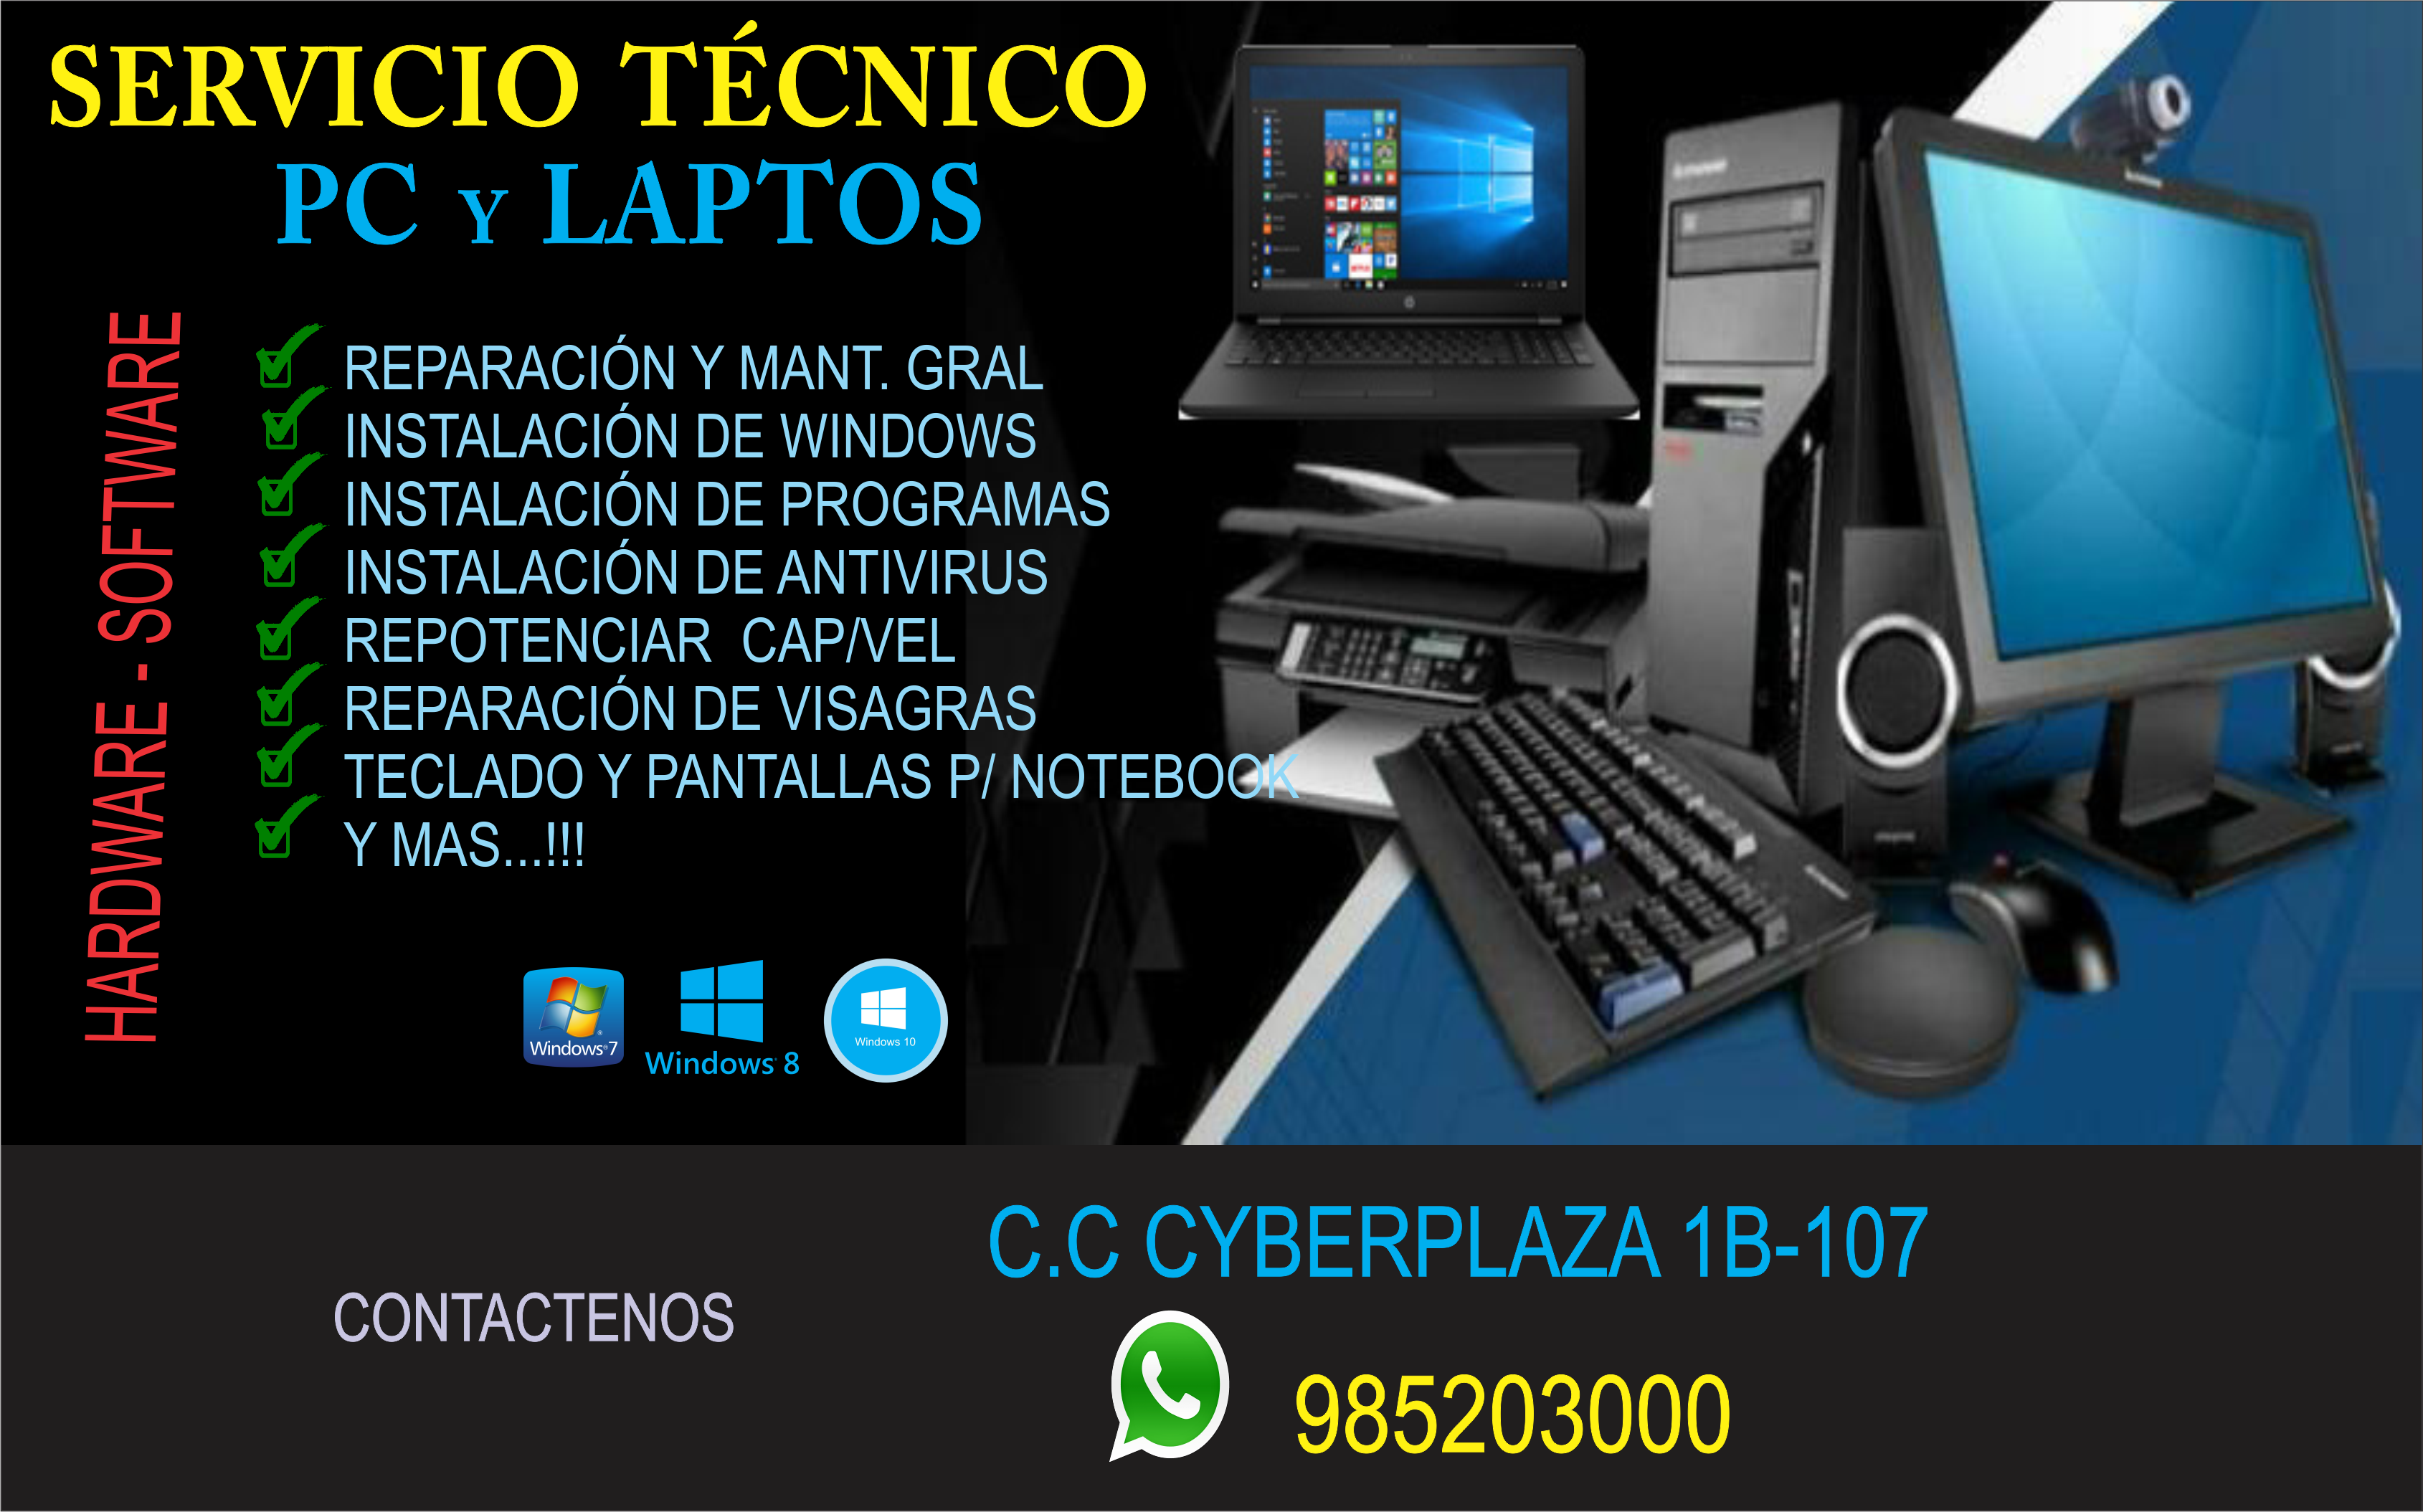 SERVICIO TÉCNICO
PC Y LAPTOS
HARDWARE - SOFTWARE
REPARACIÓN Y MANT. GRAL
INSTALACIÓN DE WINDOWS
INSTALACIÓN DE PROGRAMAS
INSTALACIÓN DE ANTIVIRUS
REPOTENCIAR CAP/VEL
REPARACIÓN DE VISAGRAS
TECLADO Y PANTALLAS P/ NOTEBOOK
Y MAS...!!!
Windows 7
Windows 8
Windows 10
C.C CYBERPLAZA 1B-107
CONTACTENOS
985203000